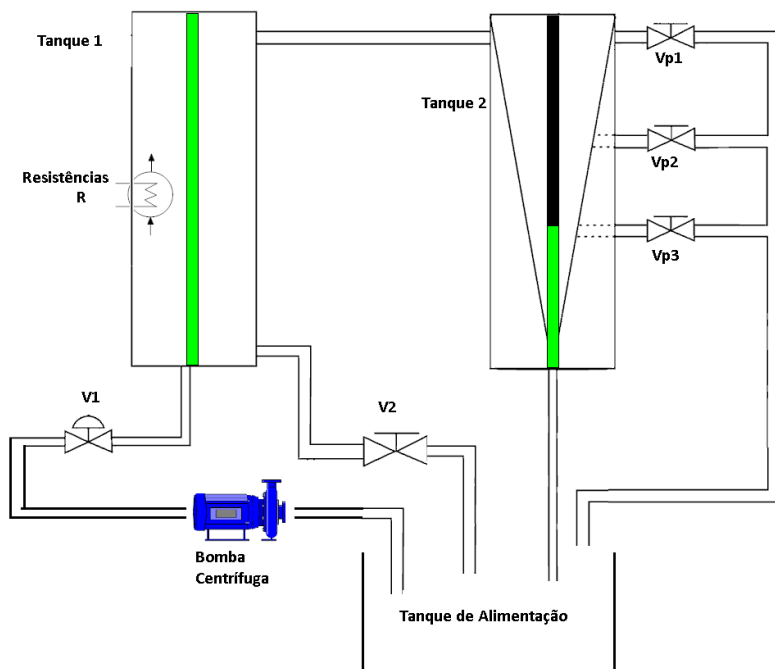 Tanque 1
Vp1
Tanque 2
Vp2
Resistências
R
Vp3
V1
V2
Bomba
Centrífuga
Tanque de Alimentação